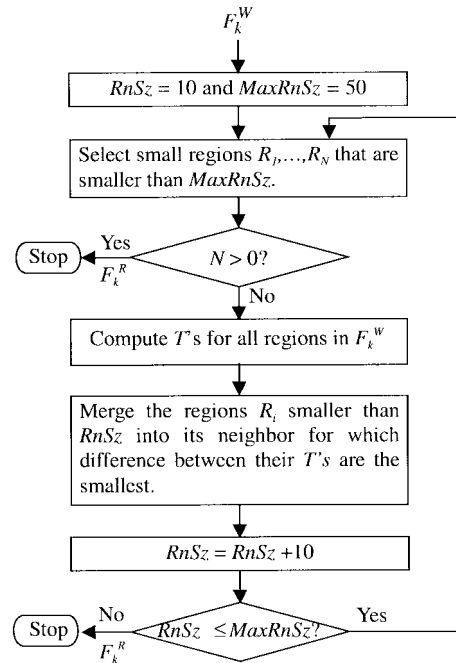 F_k^W
RnSz = 10 and MaxRnSz = 50
Select small regions R_j,...,R_N that are
smaller than MaxRnSz.
Yes
Stop
N > 0?
F_k^R
No
Compute T's for all regions in F_k^W
Merge the regions R_i smaller than
RnSz into its neighbor for which
difference between their T's are the
smallest.
RnSz = RnSz +10
No
Yes
Stop
RnSz ≤MaxRnSz?
F_k^R